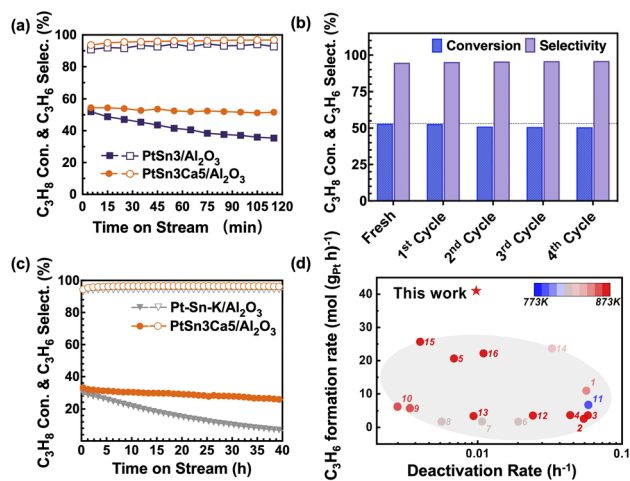 (a)
C₃H₈ Con. & C₃H₆ Selec. (%)
100
80
60
40
20
0
PtSn3/Al₂O₃
PtSn3Ca5/Al₂O₃
0 15 30 45 60 75 90 105 120
Time on Stream (min)
(b)
C₃H₈ Con. & C₃H₆ Select. (%)
100
75
50
25
0
Conversion Selectivity
Fresh
1st Cycle
2nd Cycle
3rd Cycle
4th Cycle
(c)
C₃H₈ Con. & C₃H₆ Selec. (%)
100
80
60
40
20
Pt-Sn-K/Al₂O₃
PtSn3Ca5/Al₂O₃
0 5 10 15 20 25 30 35 40
Time on Stream (h)
(d)
C₃H₆ formation rate (mol (gPt h)⁻¹)
40
30
20
10
0
This work
773K 873K
15
5
16
14
1
11
10
9
8
13
7
6
12
4
3
2
0.01 0.1
Deactivation Rate (h⁻¹)